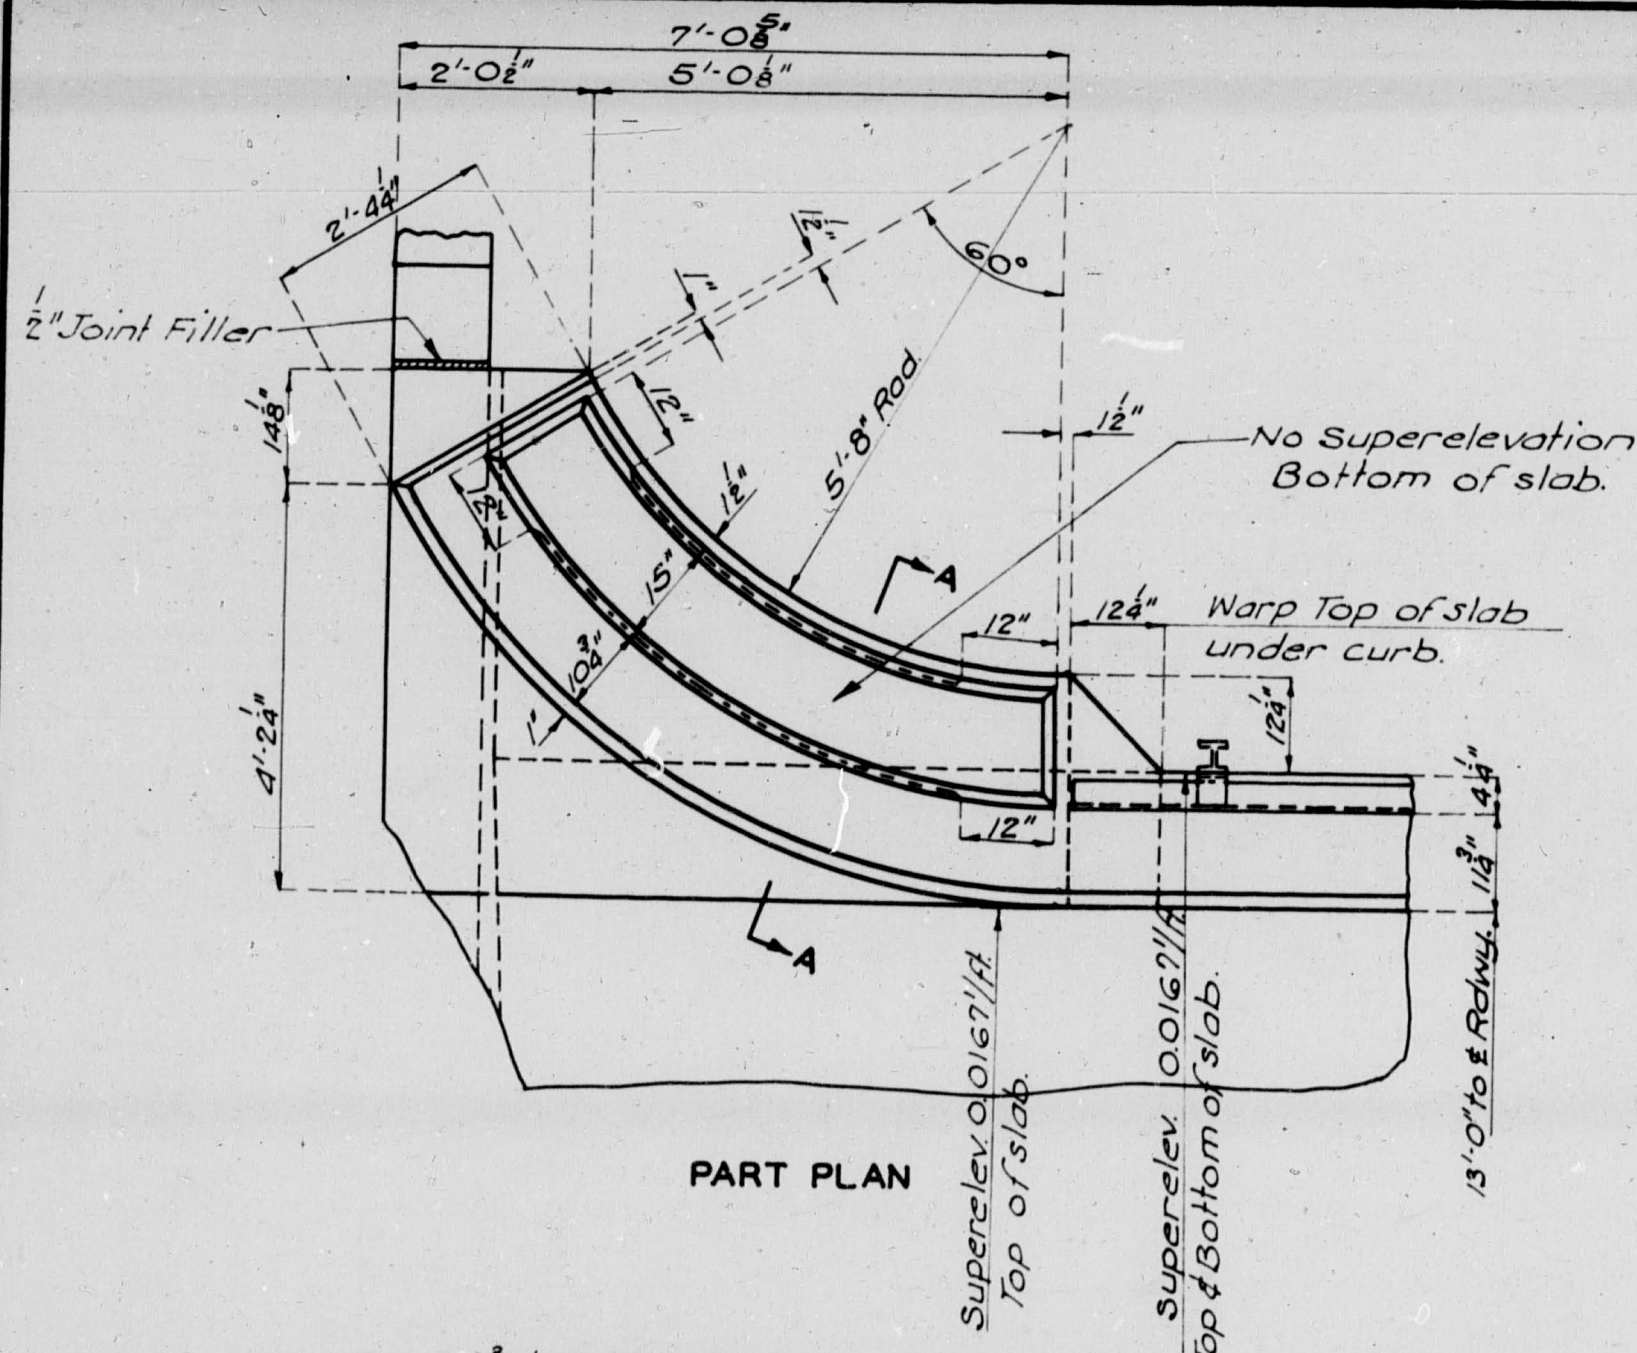 7'-0 5/8"
2'-0 1/2"
5'-0 1/8"
2'-4 1/4"
1/2" Joint Filler
1"
60°
12"
5'-8" Rad.
1 1/2"
No Superelevation
Bottom of slab.
14 1/8"
1 1/2"
15"
A
12"
12 1/4"
Warp Top of slab
under curb.
10 3/4"
1"
12 1/4"
4'-2 1/4"
12"
4 1/4"
11 3/4"
A
13'-0" to ℄ Rdwy.
Superelev. 0.0167'/ft.
Top of slab.
Superelev. 0.0167'/ft.
Top & Bottom of slab.
PART PLAN